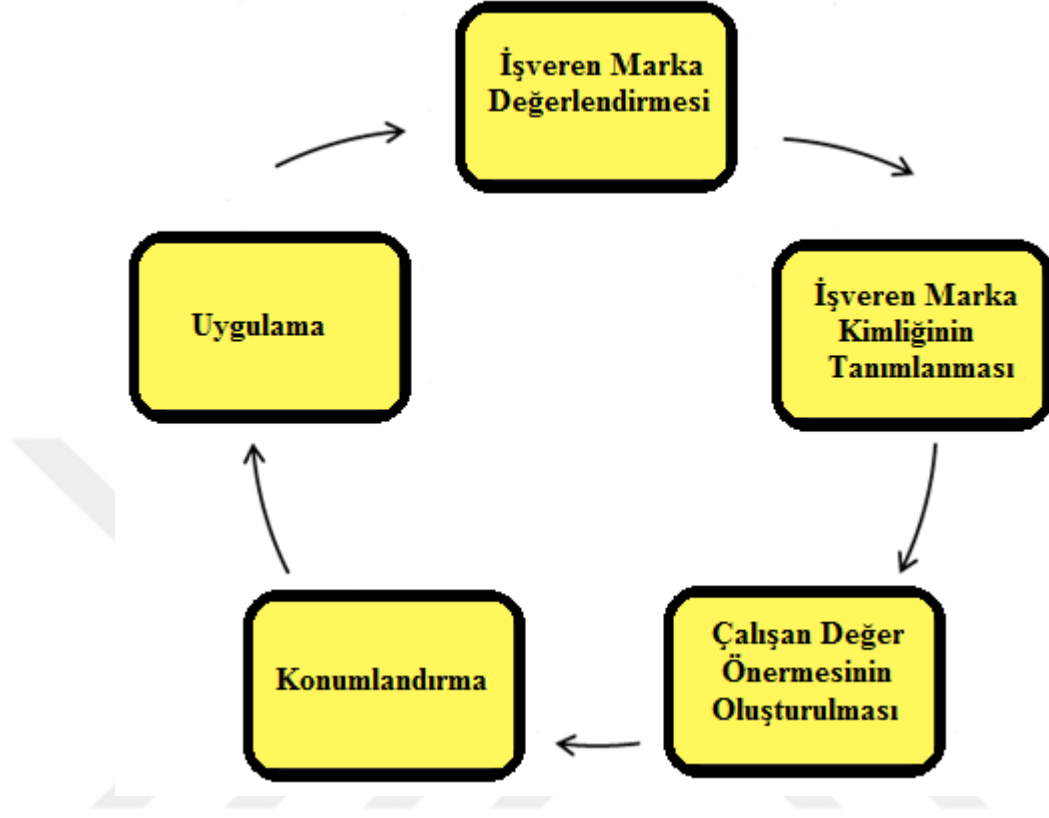 İşveren Marka
Değerlendirmesi
İşveren Marka
Kimliğinin
Tanımlanması
Çalışan Değer
Önermesinin
Oluşturulması
Konumlandırma
Uygulama